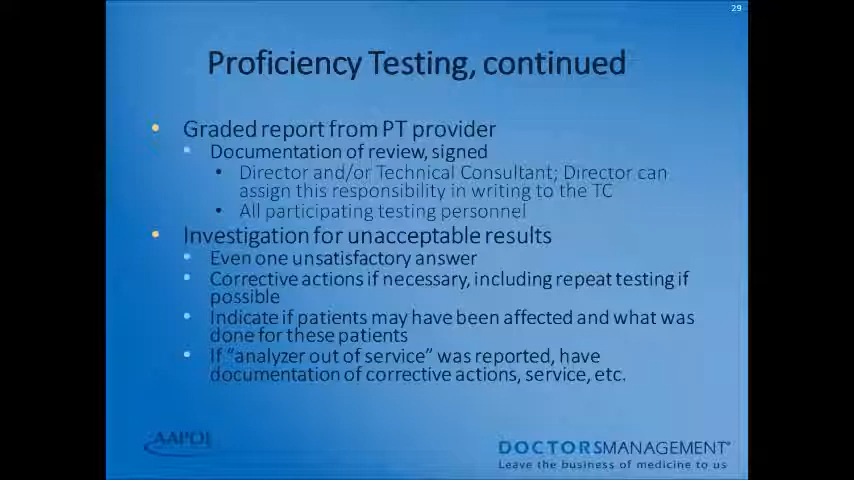 29
Proficiency Testing, continued
• Graded report from PT provider
• Documentation of review, signed
• Director and/or Technical Consultant; Director can
assign this responsibility in writing to the TC
• All participating testing personnel
• Investigation for unacceptable results
• Even one unsatisfactory answer
• Corrective actions if necessary, including repeat testing if
possible
• Indicate if patients may have been affected and what was
done for these patients
• If “analyzer out of service” was reported, have
documentation of corrective actions, service, etc.
DOCTORSMANAGEMENT®
Leave the business of medicine to us